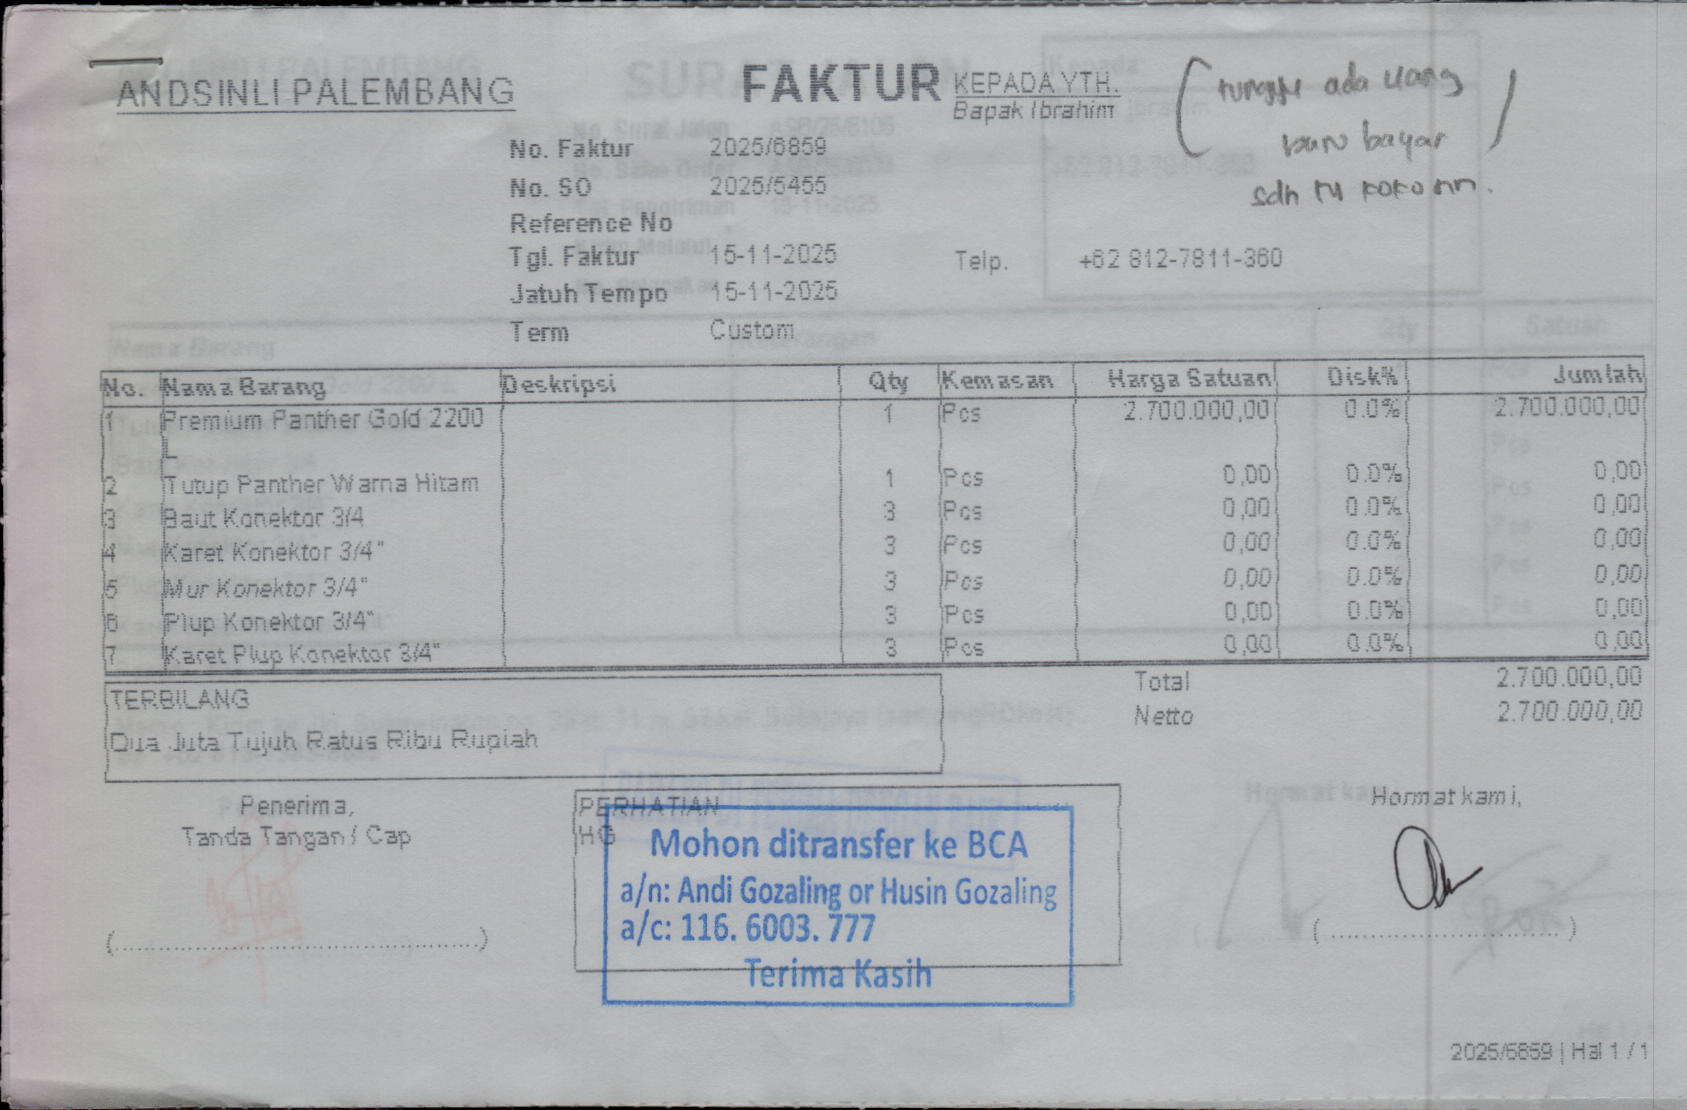 ANDSINLI PALEMBANG
FAKTUR
KEPADA YTH.
Bapak Ibrahim
(tunggu ada uang
baru bayar)
sdh
No. Faktur 2025/6859
No. SO 2025/5455
Reference No
Tgl. Faktur 15-11-2025
Telp. +62 812-7811-360
Jatuh Tempo 15-11-2025
Term Custom
No. Nama Barang Deskripsi Qty Kemasan Harga Satuan Disk% Jumlah
1 Premium Panther Gold 2200 1 Pcs 2.700.000,00 0.0% 2.700.000,00
L
2 Tutup Panther Warna Hitam 1 Pcs 0,00 0.0% 0,00
3 Baut Konektor 3/4 3 Pcs 0,00 0.0% 0,00
4 Karet Konektor 3/4" 3 Pcs 0,00 0.0% 0,00
5 Mur Konektor 3/4" 3 Pcs 0,00 0.0% 0,00
6 Plup Konektor 3/4" 3 Pcs 0,00 0.0% 0,00
7 Karet Plup Konektor 3/4" 3 Pcs 0,00 0.0% 0,00
Total 2.700.000,00
Netto 2.700.000,00
TERBILANG
Dua Juta Tujuh Ratus Ribu Rupiah
Penerima,
Tanda Tangan / Cap
(..............................................)
PERHATIAN
HG
Mohon ditransfer ke BCA
a/n: Andi Gozaling or Husin Gozaling
a/c: 116. 6003. 777
Terima Kasih
Hormat kami,
(..............................)
2025/6859 | Hal 1 / 1